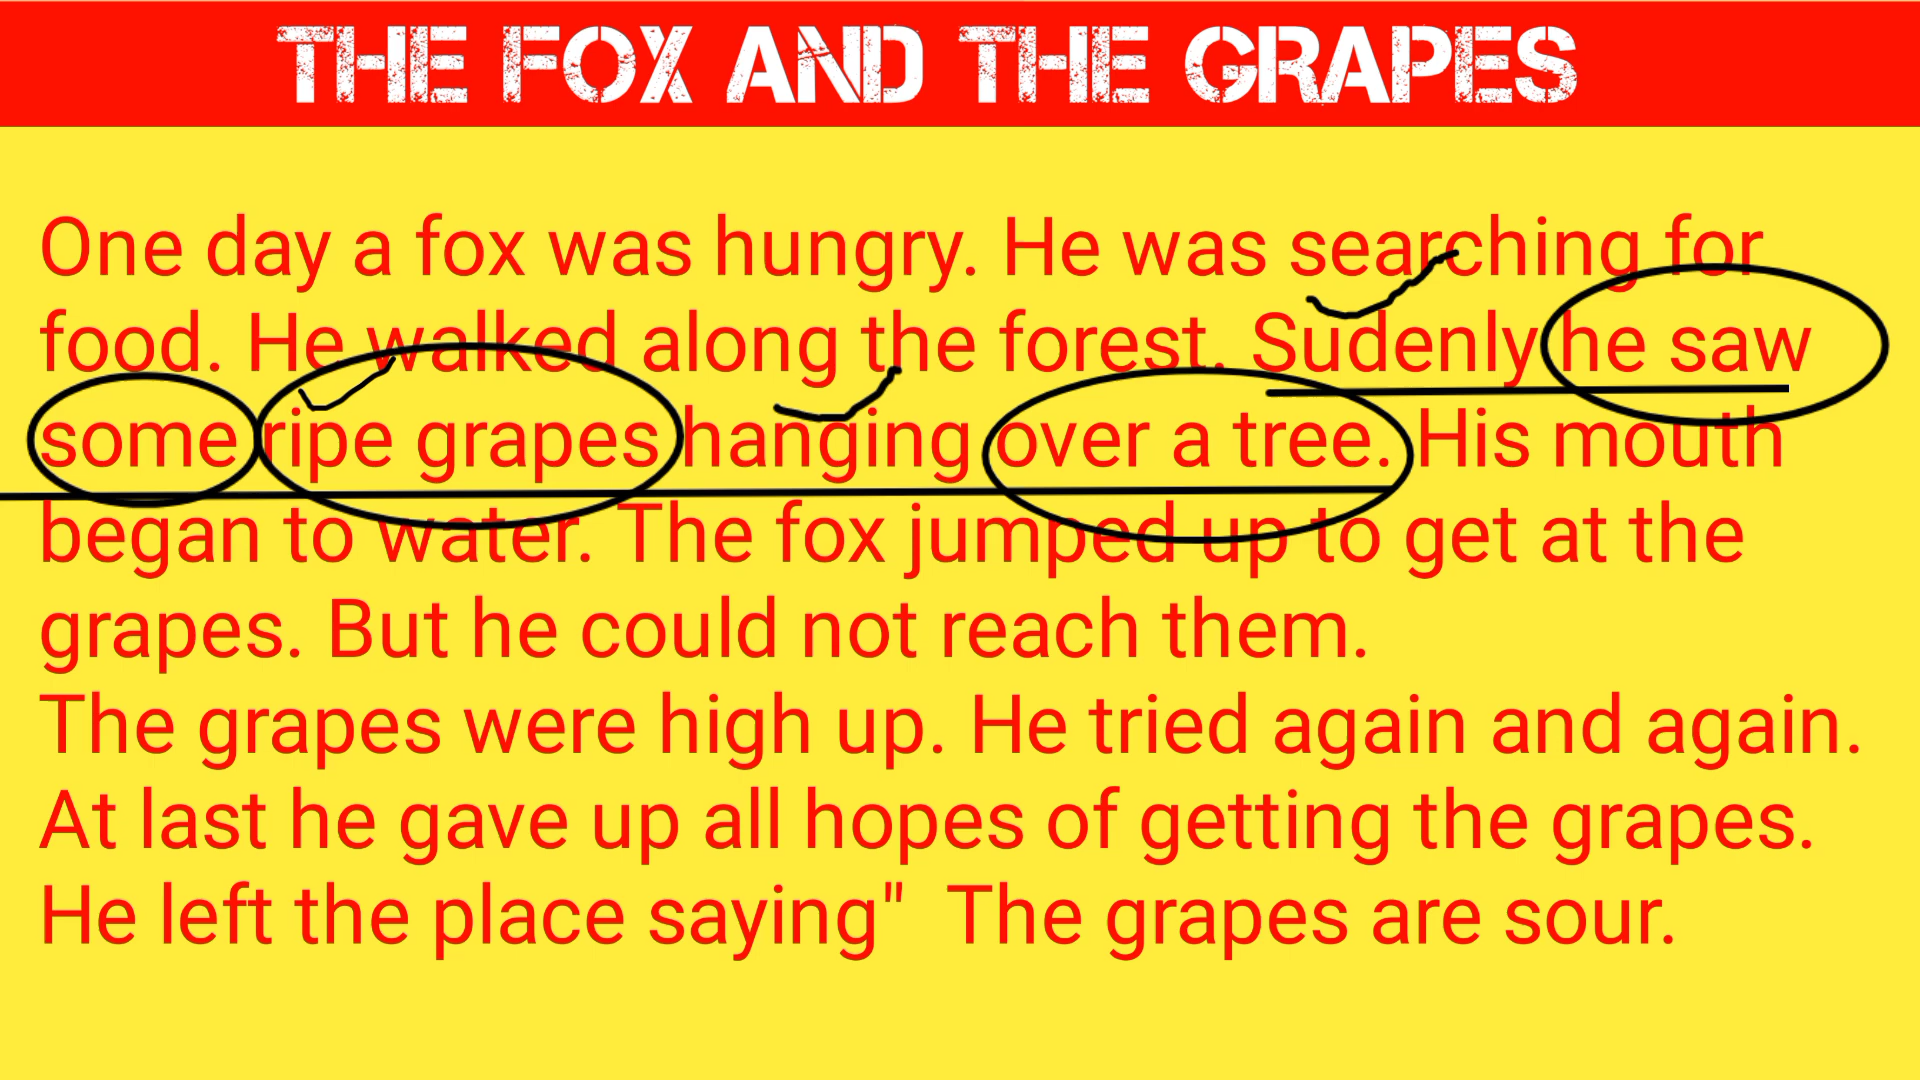 THE FOX AND THE GRAPES
One day a fox was hungry. He was searching for
food. He walked along the forest. Sudenly he saw
some ripe grapes hanging over a tree. His mouth
began to water. The fox jumped up to get at the
grapes. But he could not reach them.
The grapes were high up. He tried again and again.
At last he gave up all hopes of getting the grapes.
He left the place saying"  The grapes are sour.